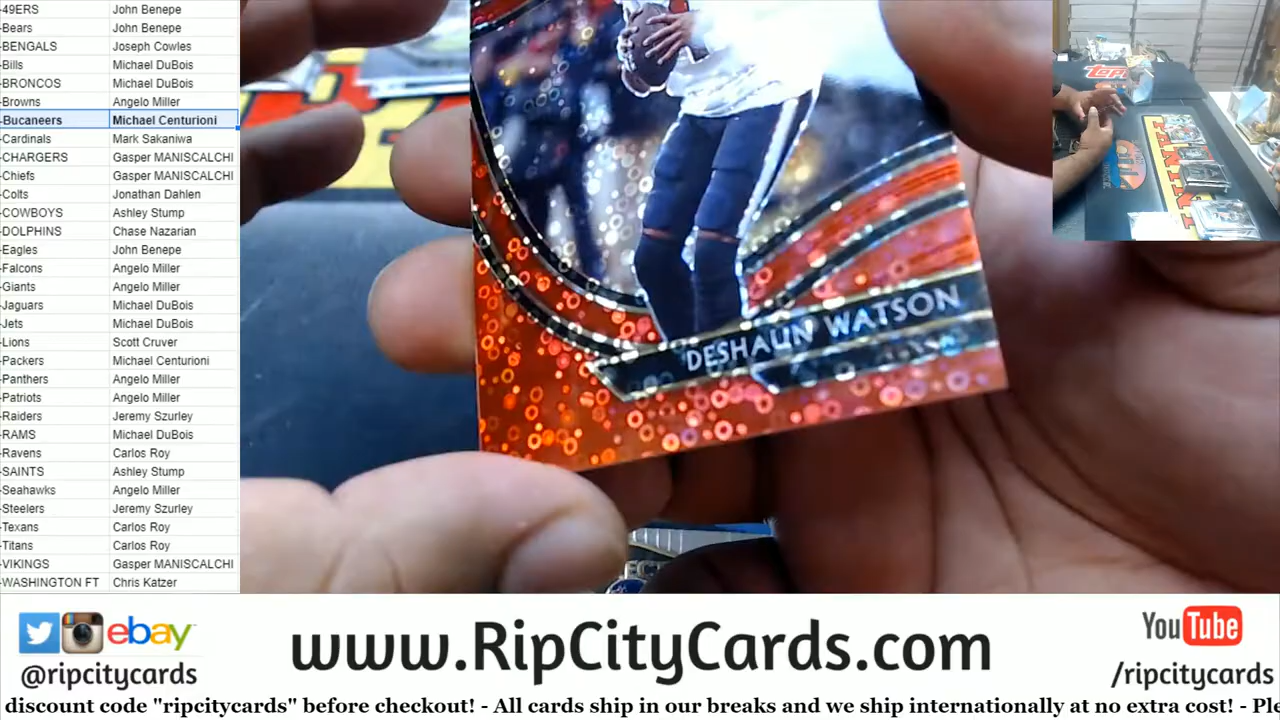 -49ERS John Benepe
-Bears John Benepe
-BENGALS Joseph Cowles
-Bills Michael DuBois
-BRONCOS Michael DuBois
-Browns Angelo Miller
-Bucaneers Michael Centurioni
-Cardinals Mark Sakaniwa
-CHARGERS Gasper MANISCALCHI
-Chiefs Gasper MANISCALCHI
-Colts Jonathan Dahlen
-COWBOYS Ashley Stump
-DOLPHINS Chase Nazarian
-Eagles John Benepe
-Falcons Angelo Miller
-Giants Angelo Miller
-Jaguars Michael DuBois
-Jets Michael DuBois
-Lions Scott Cruver
-Packers Michael Centurioni
-Panthers Angelo Miller
-Patriots Angelo Miller
-Raiders Jeremy Szurley
-RAMS Michael DuBois
-Ravens Carlos Roy
-SAINTS Ashley Stump
-Seahawks Angelo Miller
-Steelers Jeremy Szurley
-Texans Carlos Roy
-Titans Carlos Roy
-VIKINGS Gasper MANISCALCHI
-WASHINGTON FT Chris Katzer
DESHAUN WATSON
TOPPS
PANINI
ebay
@ripcitycards
www.RipCityCards.com
YouTube
/ripcitycards
discount code "ripcitycards" before checkout! - All cards ship in our breaks and we ship internationally at no extra cost! - Ple